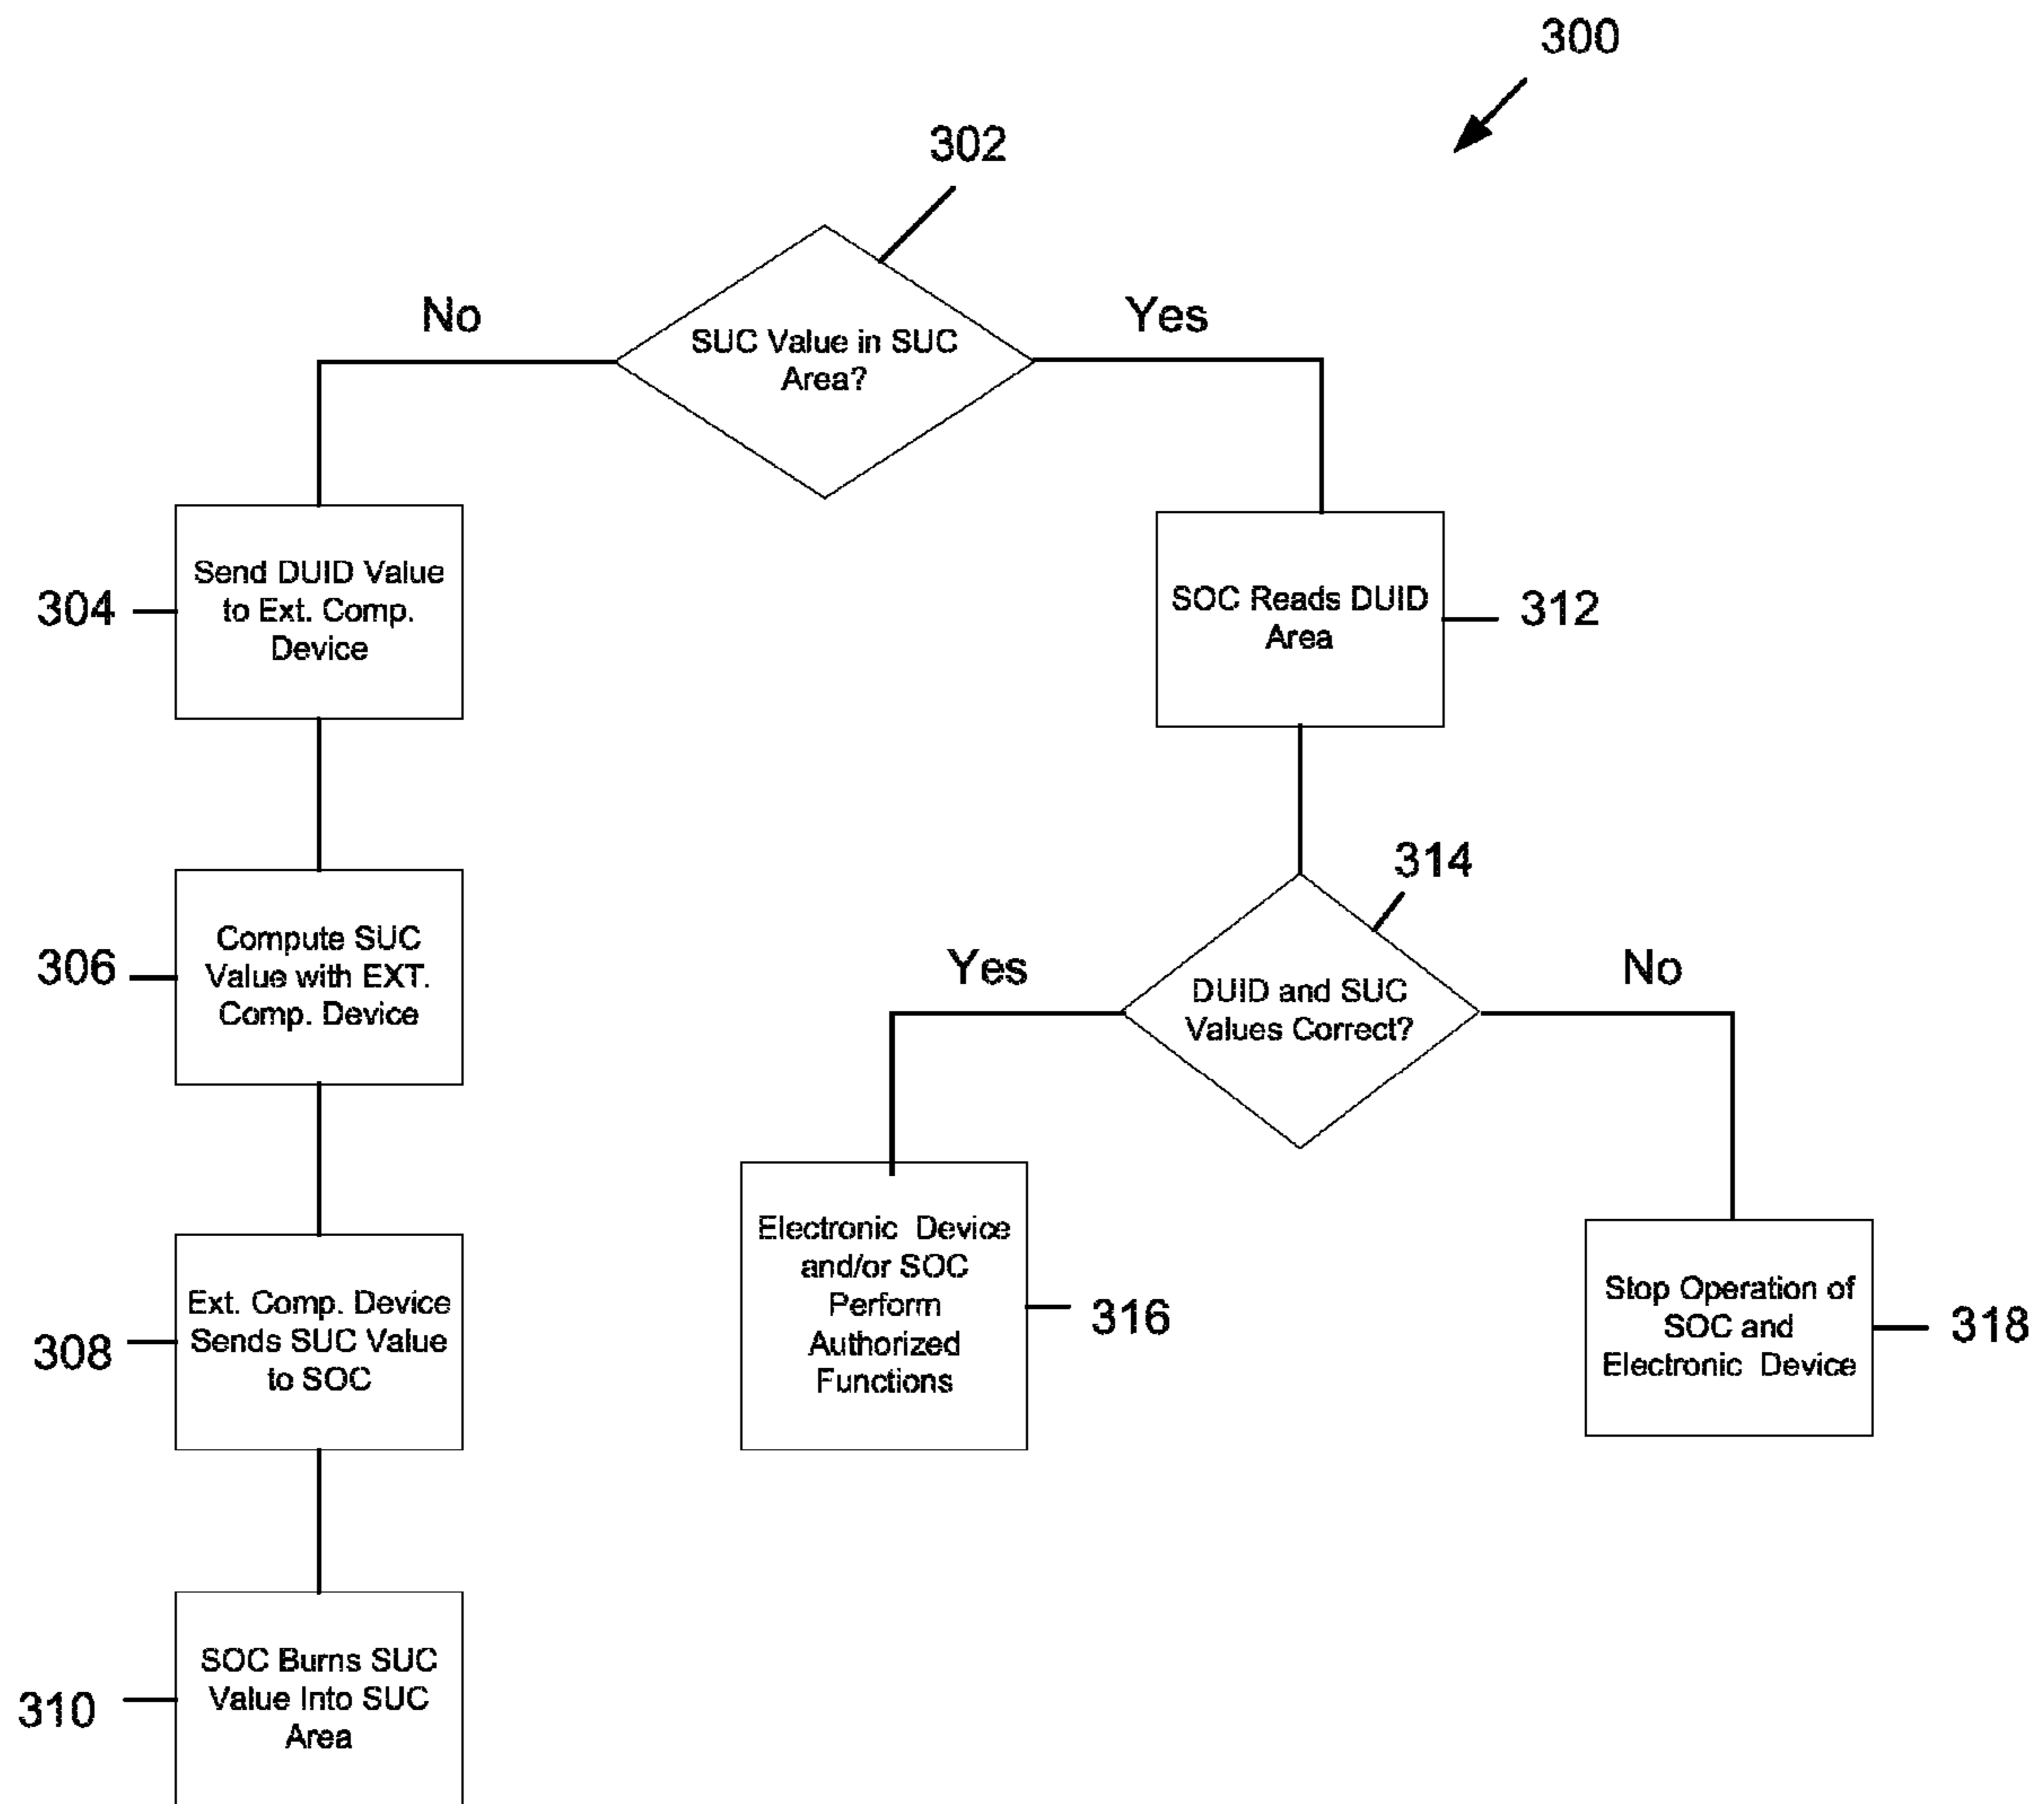 300
302
No
Yes
SUC Value in SUC
Area?
304
Send DUID Value
to Ext. Comp.
Device
SOC Reads DUID
Area
312
306
Compute SUC
Value with EXT.
Comp. Device
314
Yes
No
DUID and SUC
Values Correct?
308
Ext. Comp. Device
Sends SUC Value
to SOC
Electronic Device
and/or SOC
Perform
Authorized
Functions
316
Stop Operation of
SOC and
Electronic Device
318
310
SOC Burns SUC
Value Into SUC
Area